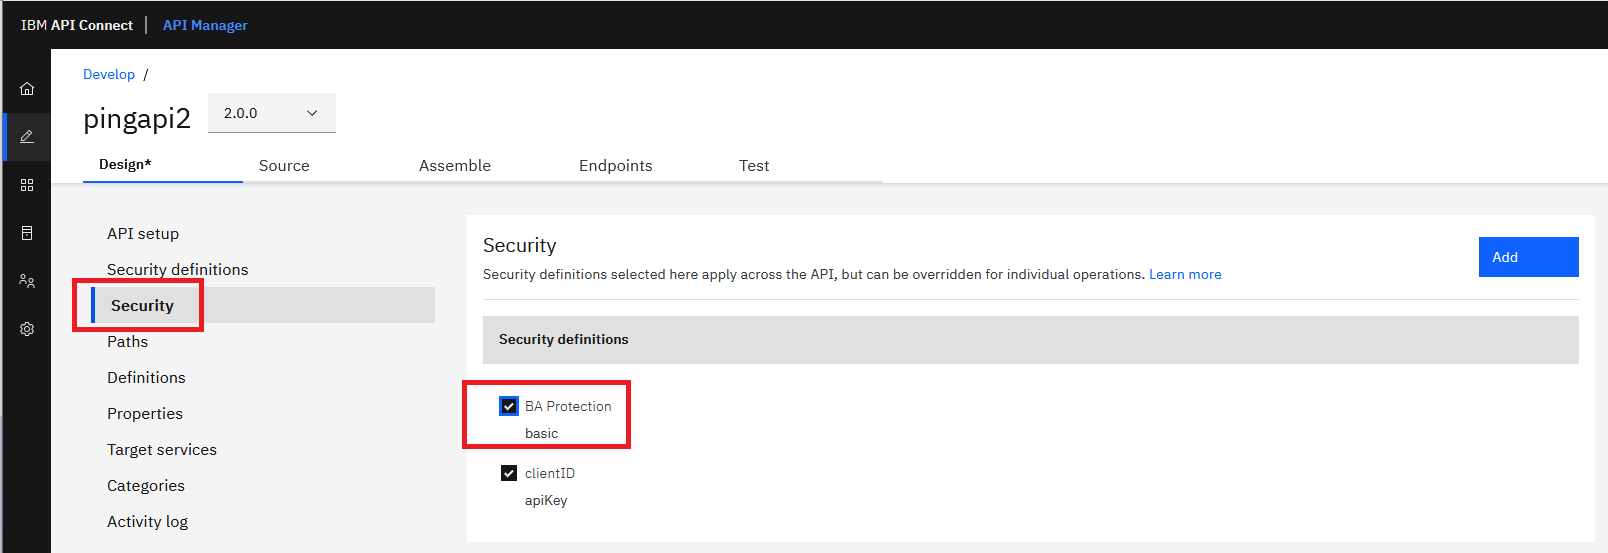 IBM API Connect | API Manager
Develop /
pingapi2 2.0.0
Design* Source Assemble Endpoints Test
API setup
Security definitions
Security
Paths
Definitions
Properties
Target services
Categories
Activity log
Security
Add
Security definitions selected here apply across the API, but can be overridden for individual operations. Learn more
Security definitions
BA Protection
basic
clientID
apiKey